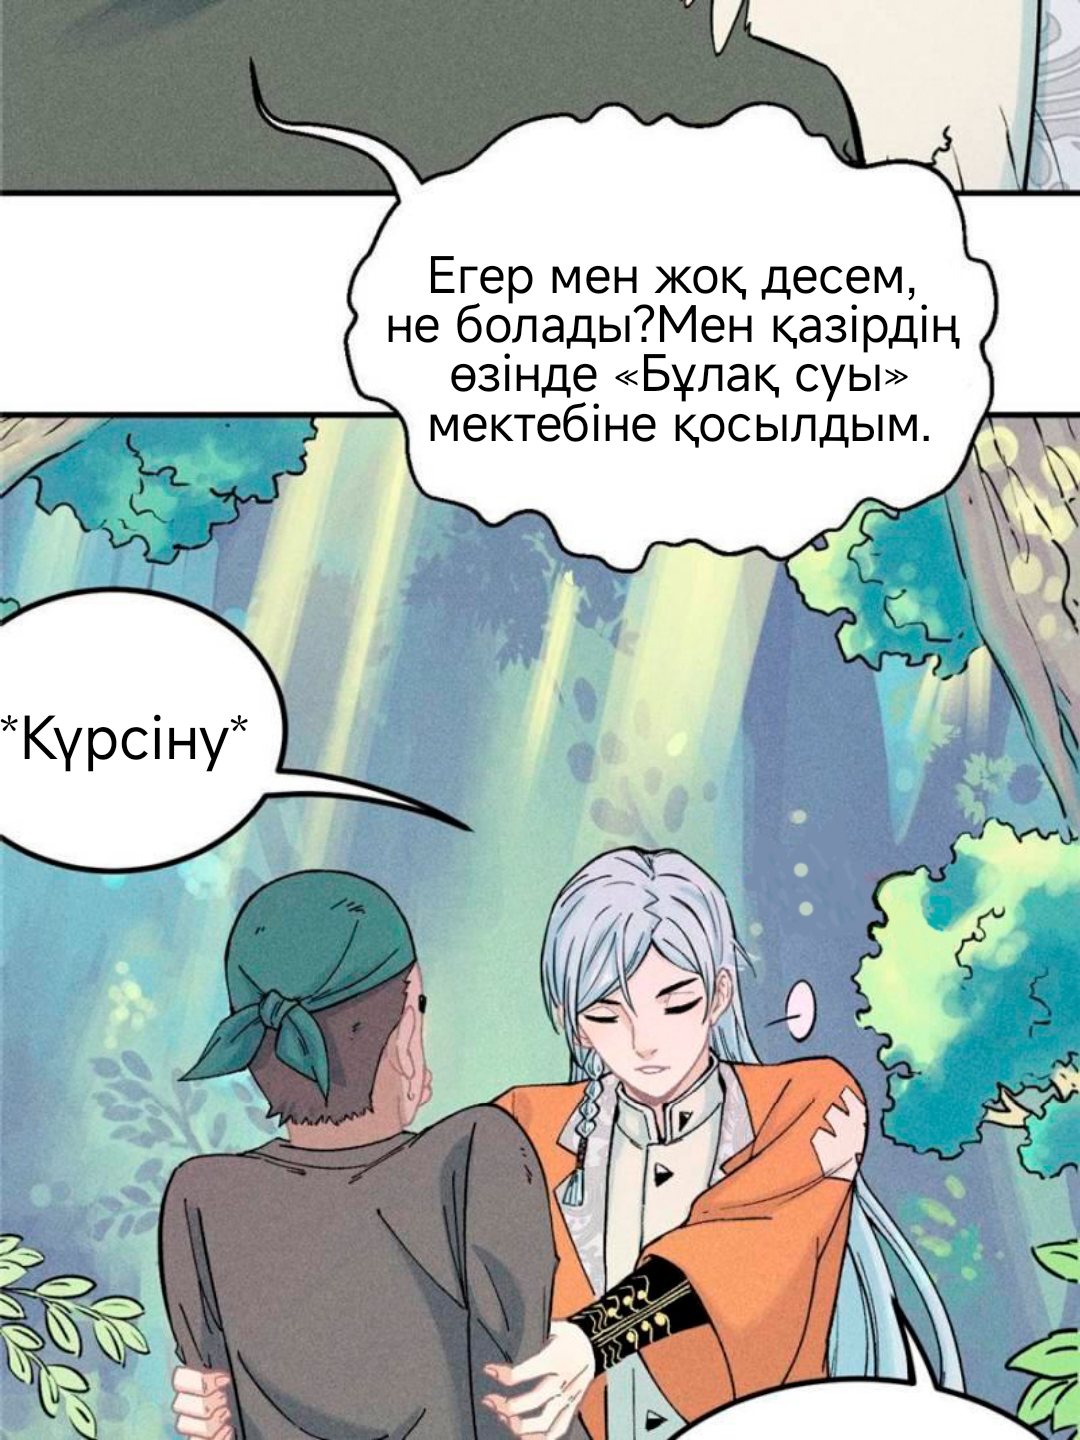 Егер мен жоқ десем,
не болады?Мен қазірдің
өзінде «Бұлақ суы»
мектебіне қосылдым.
*Күрсіну*